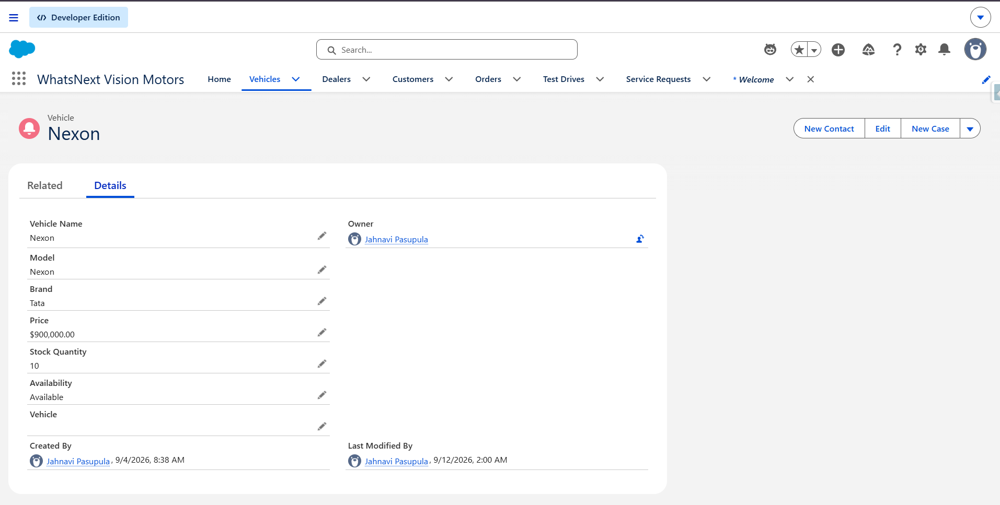 Developer Edition
Search...
WhatsNext Vision Motors
Home
Vehicles
Dealers
Customers
Orders
Test Drives
Service Requests
* Welcome
Vehicle
Nexon
New Contact
Edit
New Case
Related
Details
Vehicle Name
Nexon
Owner
Jahnavi Pasupula
Model
Nexon
Brand
Tata
Price
$900,000.00
Stock Quantity
10
Availability
Available
Vehicle
Created By
Jahnavi Pasupula, 9/4/2026, 8:38 AM
Last Modified By
Jahnavi Pasupula, 9/12/2026, 2:00 AM